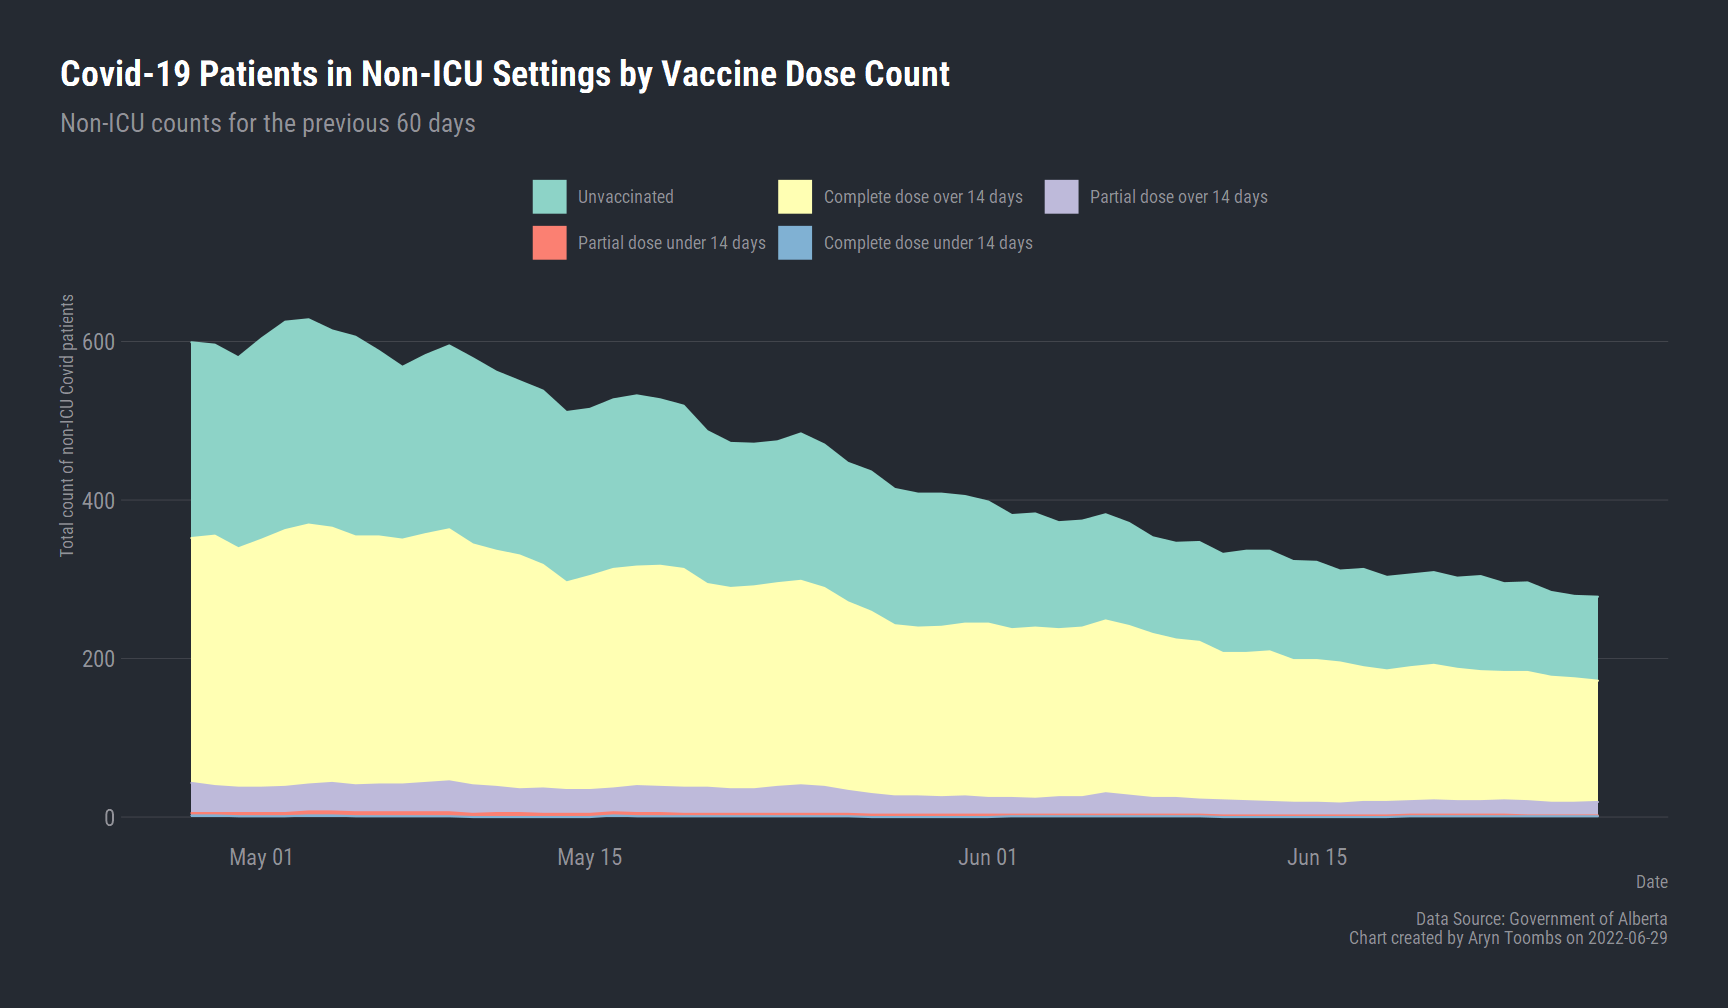 Covid-19 Patients in Non-ICU Settings by Vaccine Dose Count
Non-ICU counts for the previous 60 days
Unvaccinated
Complete dose over 14 days
Partial dose over 14 days
Partial dose under 14 days
Complete dose under 14 days
Total count of non-ICU Covid patients
600
400
200
0
May 01
May 15
Jun 01
Jun 15
Date
Data Source: Government of Alberta
Chart created by Aryn Toombs on 2022-06-29